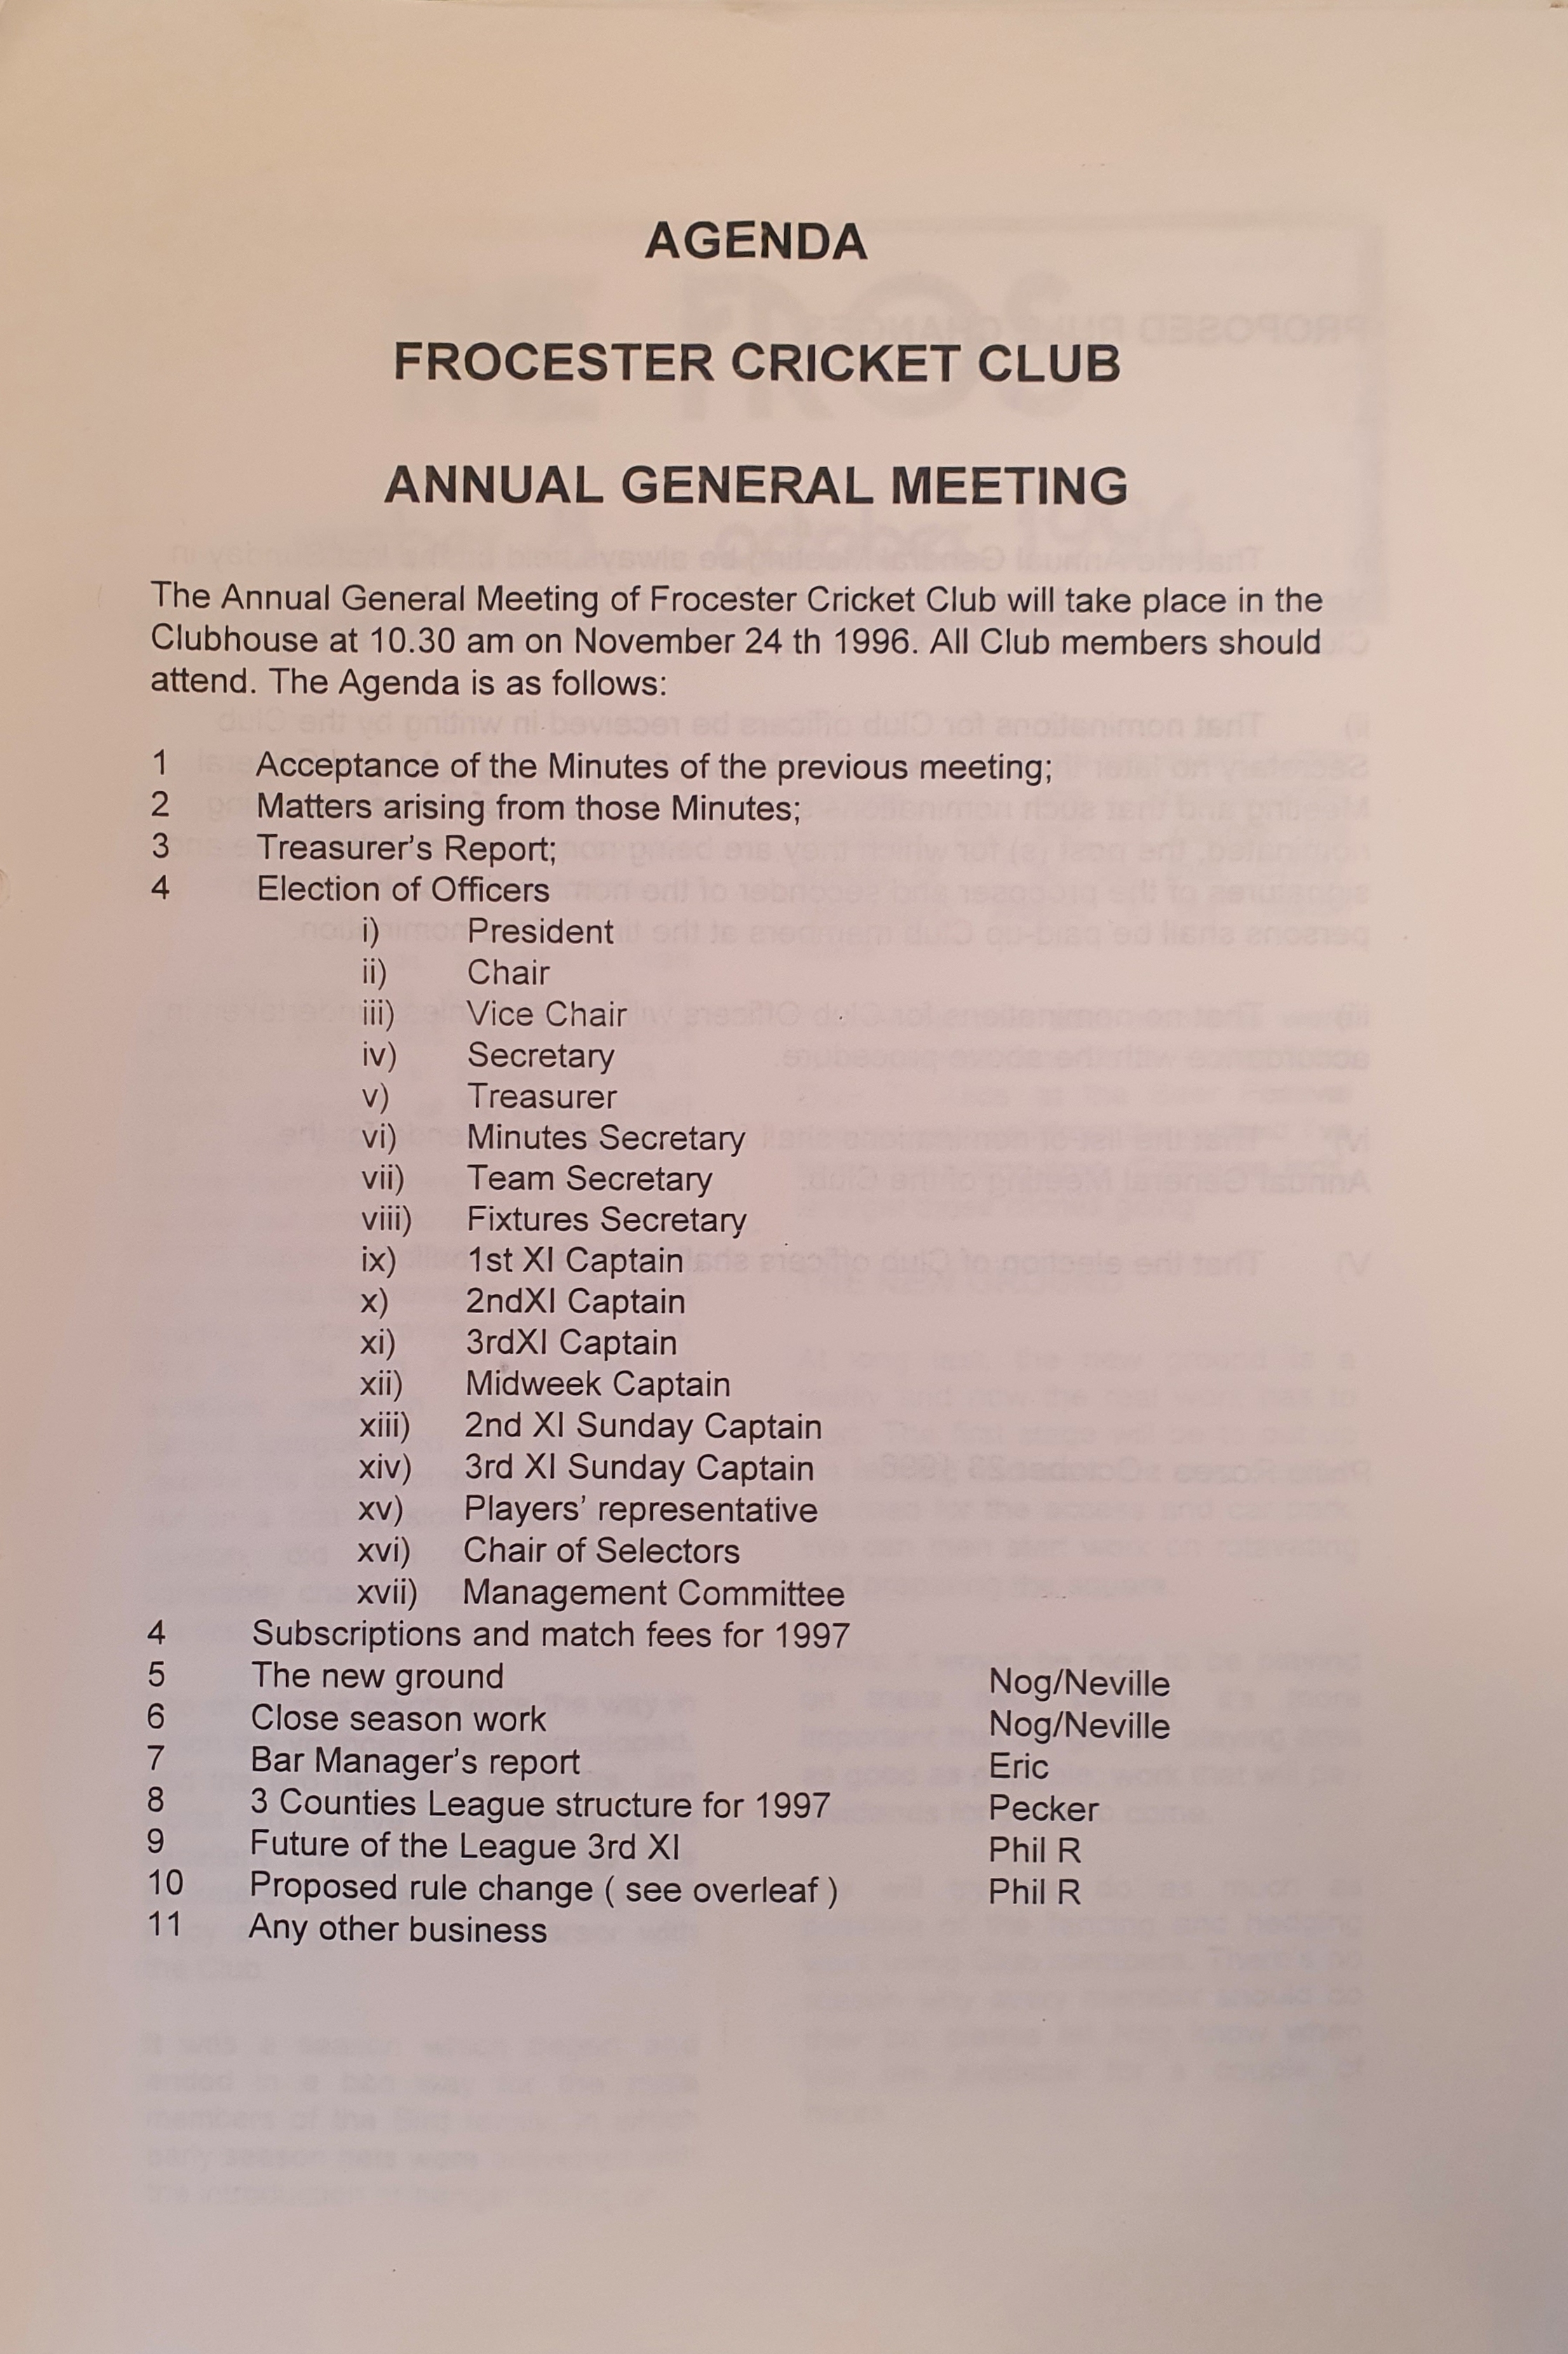 AGENDA
FROCESTER CRICKET CLUB
ANNUAL GENERAL MEETING
The Annual General Meeting of Frocester Cricket Club will take place in the
Clubhouse at 10.30 am on November 24 th 1996. All Club members should
attend. The Agenda is as follows:
1 Acceptance of the Minutes of the previous meeting;
2 Matters arising from those Minutes;
3 Treasurer's Report;
4 Election of Officers
i) President
ii) Chair
iii) Vice Chair
iv) Secretary
v) Treasurer
vi) Minutes Secretary
vii) Team Secretary
viii) Fixtures Secretary
ix) 1st XI Captain
x) 2ndXI Captain
xi) 3rdXI Captain
xii) Midweek Captain
xiii) 2nd XI Sunday Captain
xiv) 3rd XI Sunday Captain
xv) Players' representative
xvi) Chair of Selectors
xvii) Management Committee
4 Subscriptions and match fees for 1997
5 The new ground Nog/Neville
6 Close season work Nog/Neville
7 Bar Manager's report Eric
8 3 Counties League structure for 1997 Pecker
9 Future of the League 3rd XI Phil R
10 Proposed rule change ( see overleaf ) Phil R
11 Any other business